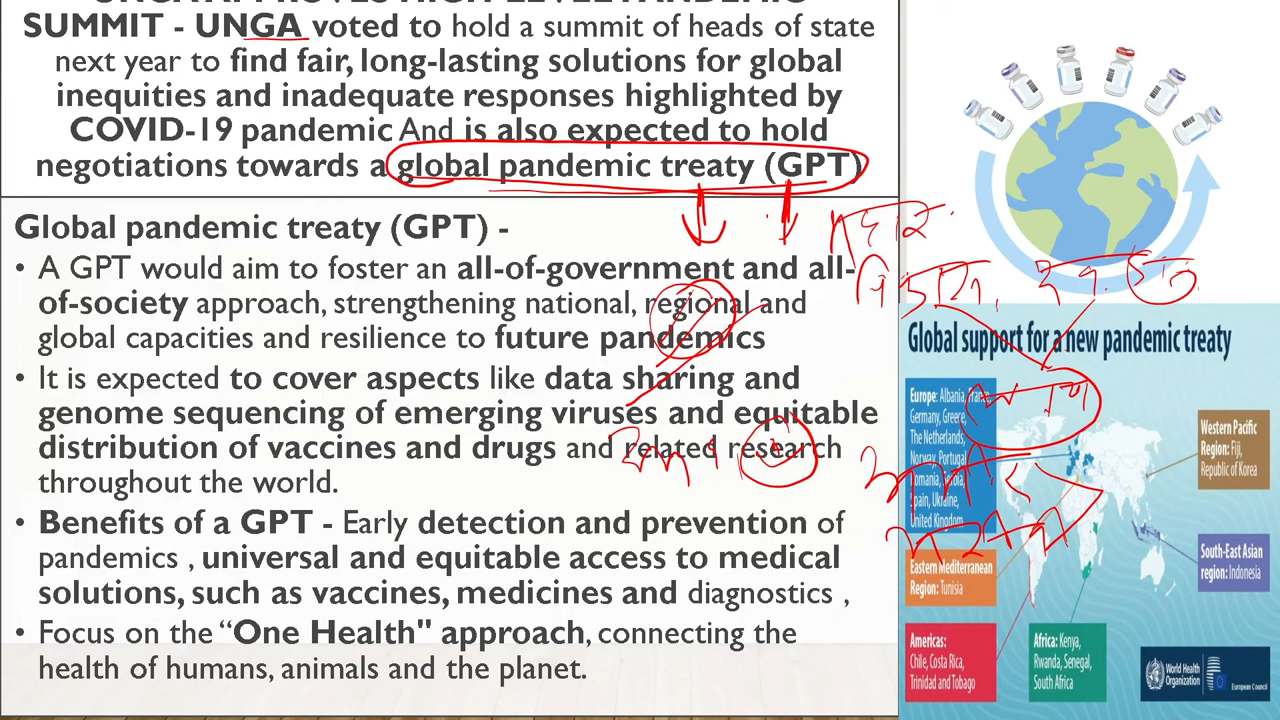 SUMMIT - UNGA voted to hold a summit of heads of state
next year to find fair, long-lasting solutions for global
inequities and inadequate responses highlighted by
COVID-19 pandemic And is also expected to hold
negotiations towards a global pandemic treaty (GPT)
Global pandemic treaty (GPT) -
• A GPT would aim to foster an all-of-government and all-
of-society approach, strengthening national, regional and
global capacities and resilience to future pandemics
• It is expected to cover aspects like data sharing and
genome sequencing of emerging viruses and equitable
distribution of vaccines and drugs and related research
throughout the world.
• Benefits of a GPT - Early detection and prevention of
pandemics , universal and equitable access to medical
solutions, such as vaccines, medicines and diagnostics ,
• Focus on the “One Health" approach, connecting the
health of humans, animals and the planet.
Global support for a new pandemic treaty
Europe: Albania, France,
Germany, Greece,
The Netherlands,
Norway, Portugal
Romania, Serbia,
Spain, Ukraine,
United Kingdom
Western Pacific
Region: Fiji,
Republic of Korea
Eastern Mediterranean
Region: Tunisia
South-East Asian
region: Indonesia
Americas:
Chile, Costa Rica,
Trinidad and Tobago
Africa: Kenya,
Rwanda, Senegal,
South Africa
World Health
Organization
European Council